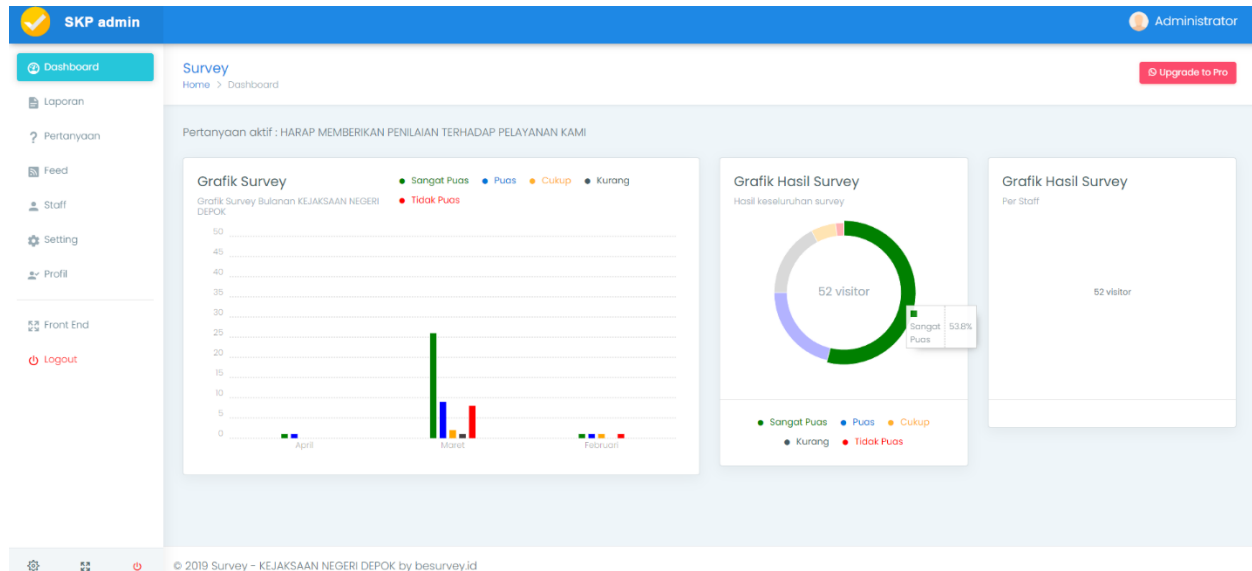 SKP admin
Administrator
Dashboard
Laporan
Pertanyaan
Feed
Staff
Setting
Profil
Front End
Logout
Survey
Home > Dashboard
Upgrade to Pro
Pertanyaan aktif : HARAP MEMBERIKAN PENILAIAN TERHADAP PELAYANAN KAMI
Grafik Survey
Grafik Survey Bulanan KEJAKSAAN NEGERI
DEPOK
Sangat Puas Puas Cukup Kurang
Tidak Puas
50
45
40
35
30
25
20
15
10
5
0
April Maret Februari
Grafik Hasil Survey
Hasil keseluruhan survey
52 visitor
Sangat Puas 53.8%
Sangat Puas Puas Cukup
Kurang Tidak Puas
Grafik Hasil Survey
Per Staff
52 visitor
© 2019 Survey - KEJAKSAAN NEGERI DEPOK by besurvey.id